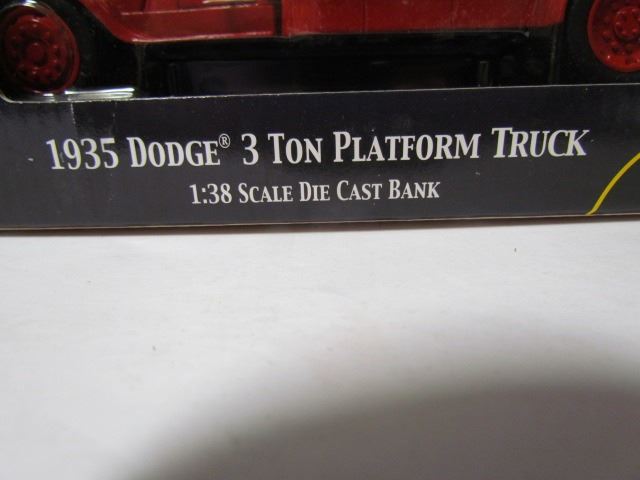 1935 DODGE® 3 TON PLATFORM TRUCK
1:38 SCALE DIE CAST BANK